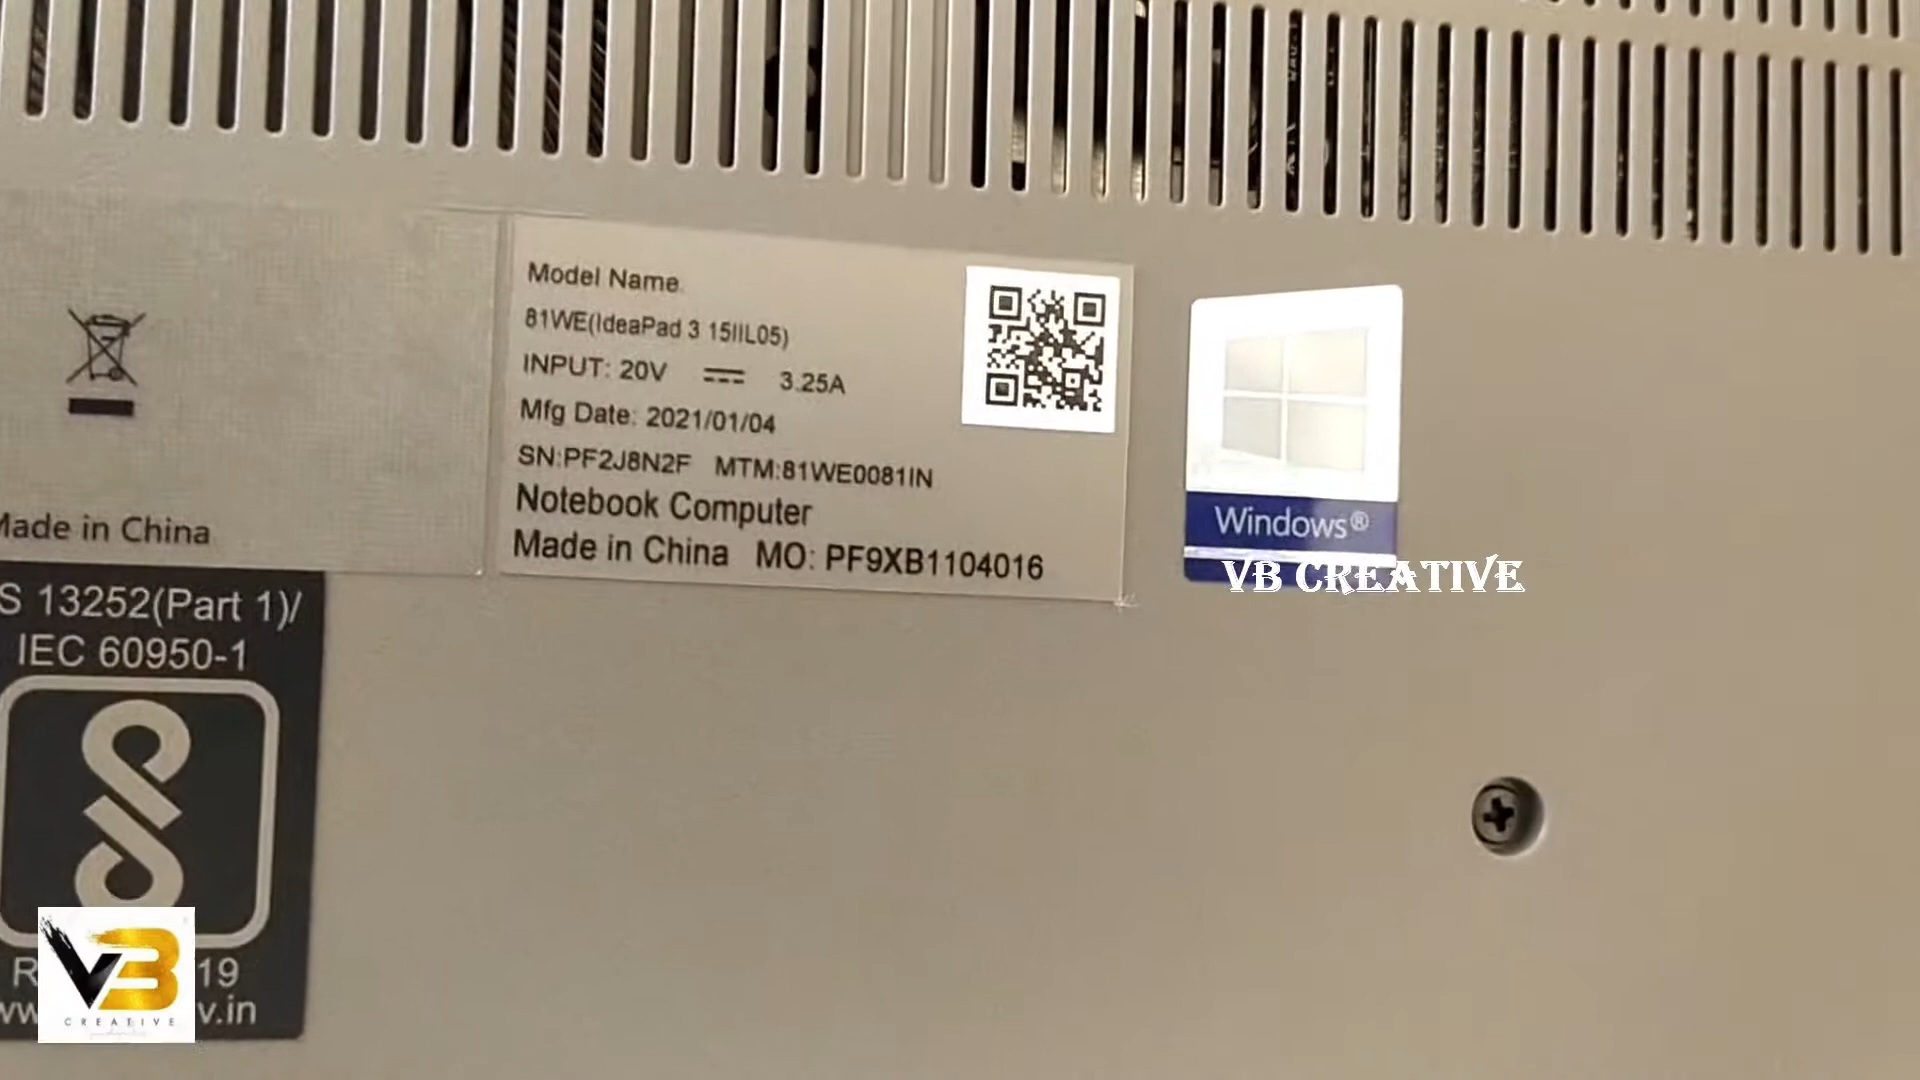 Model Name
81WE(IdeaPad 3 15IIL05)
INPUT: 20V ⎓ 3.25A
Mfg Date: 2021/01/04
SN:PF2J8N2F MTM:81WE0081IN
Notebook Computer
Made in China MO: PF9XB1104016
Made in China
Windows®
VB CREATIVE
S 13252(Part 1)/
IEC 60950-1
R 19
v.in
VB
CREATIVE